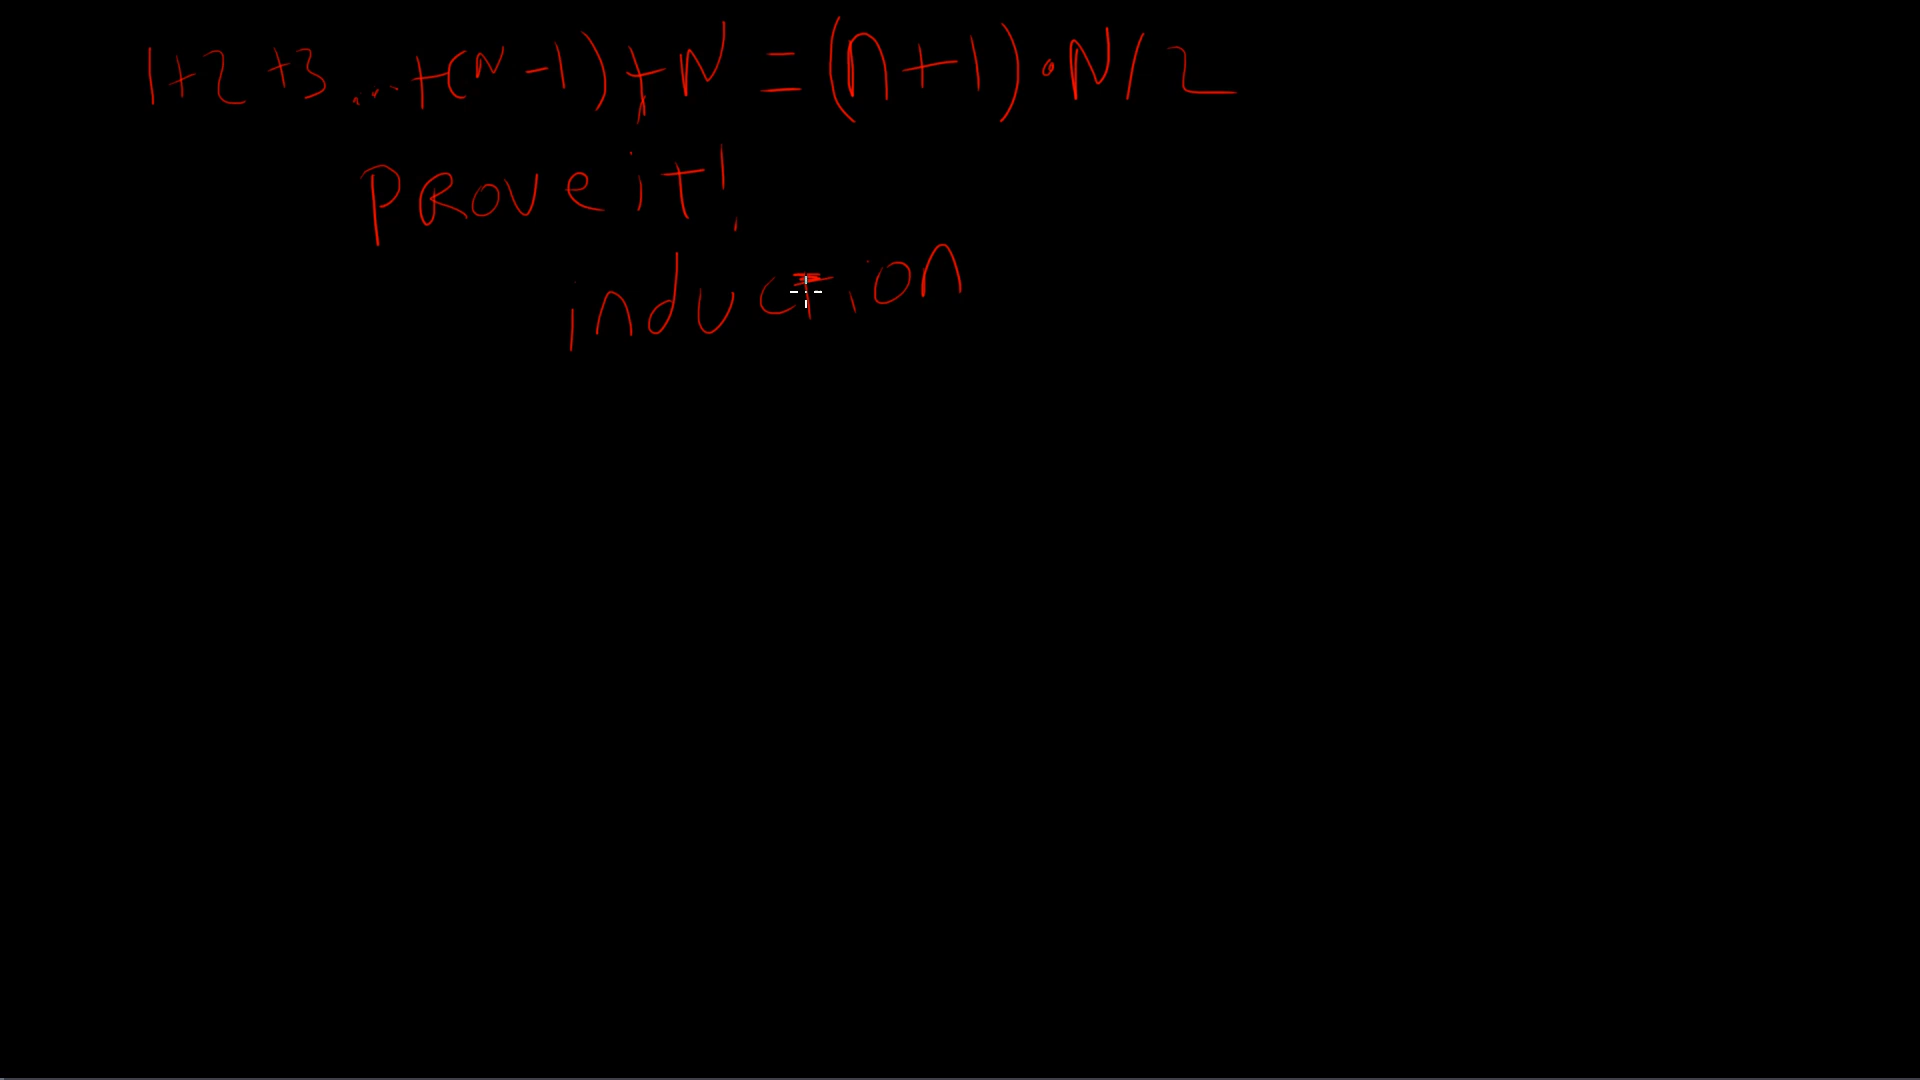 1+2+3...+(N-1)+N=(n+1)•N/2
PROVe it!
induction